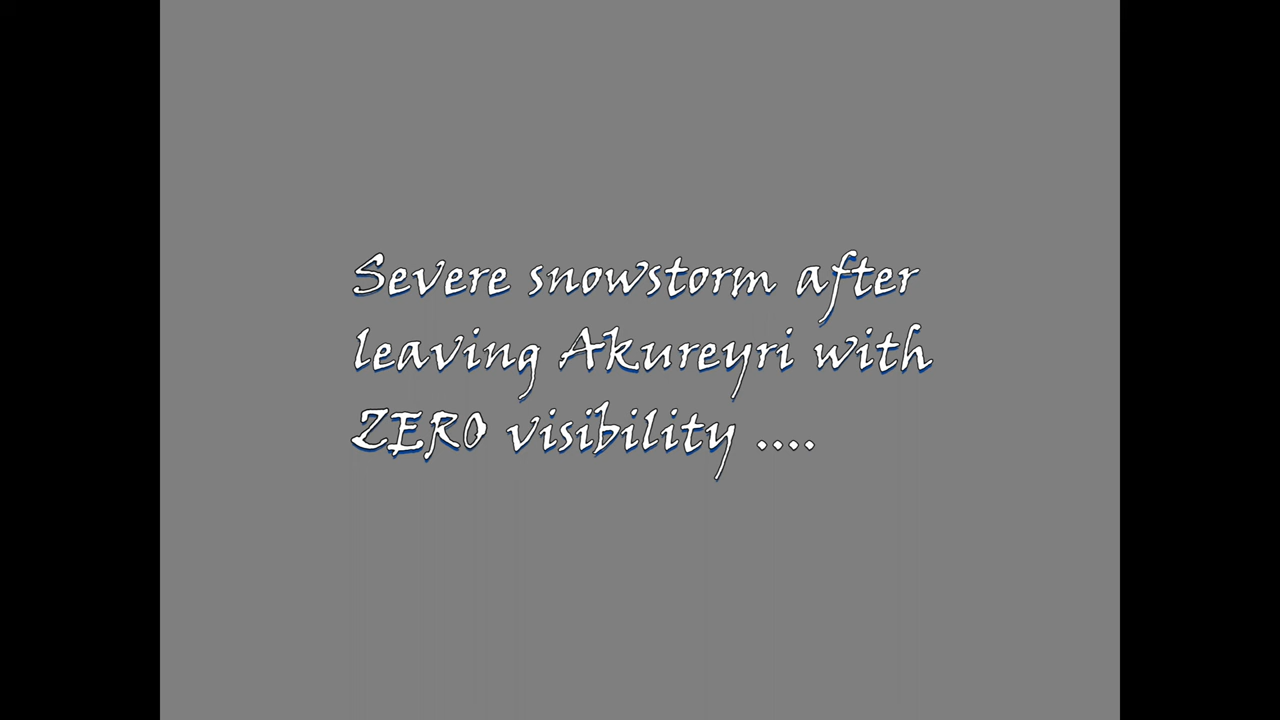 Severe snowstorm after
leaving Akureyri with
ZERO visibility ....